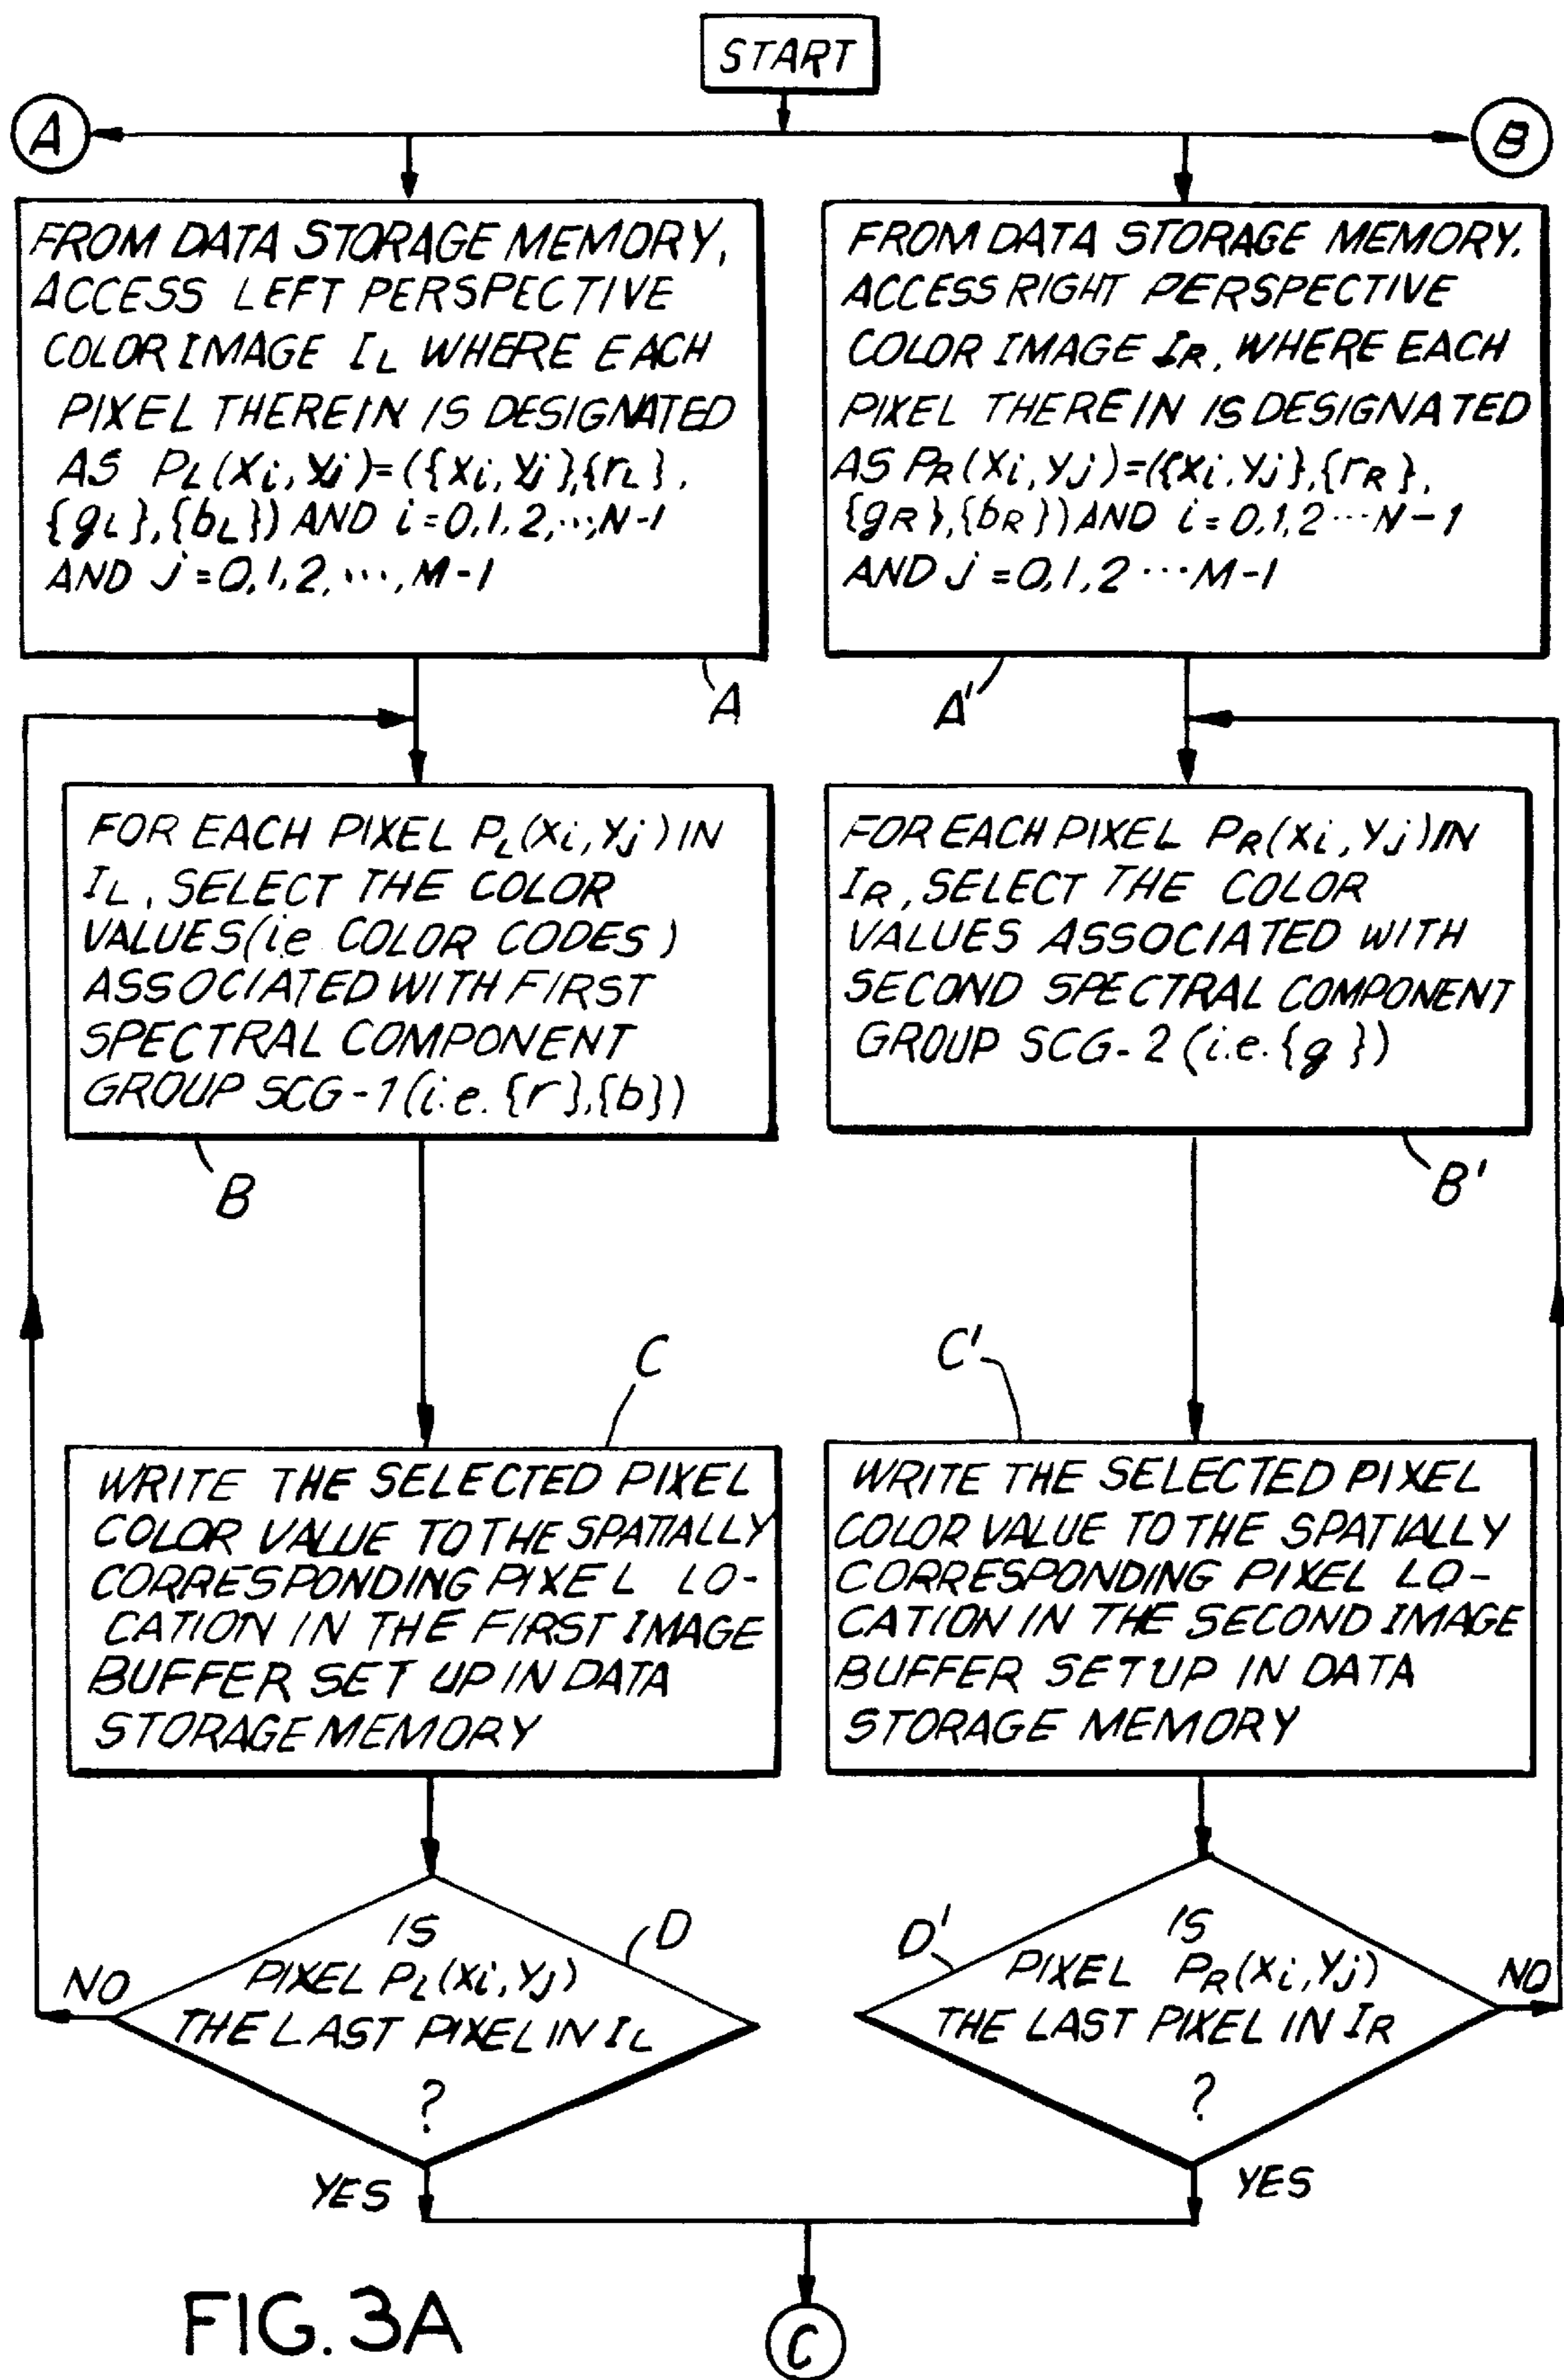 START
A
B
FROM DATA STORAGE MEMORY,
ACCESS LEFT PERSPECTIVE
COLOR IMAGE IL WHERE EACH
PIXEL THEREIN IS DESIGNATED
AS PL(Xi, Yj)=({xi, Yj},{rL},
{gL},{bL}) AND i=0,1,2,...,N-1
AND j=0,1,2,...,M-1
A
FROM DATA STORAGE MEMORY.
ACCESS RIGHT PERSPECTIVE
COLOR IMAGE IR, WHERE EACH
PIXEL THEREIN IS DESIGNATED
AS PR(Xi, Yj)=({xi, Yj},{rR},
{gR},{bR}) AND i=0,1,2...N-1
AND j=0,1,2...M-1
A'
FOR EACH PIXEL PL(Xi, Yj) IN
IL, SELECT THE COLOR
VALUES (i.e COLOR CODES)
ASSOCIATED WITH FIRST
SPECTRAL COMPONENT
GROUP SCG-1 (i.e. {r},{b})
B
FOR EACH PIXEL PR(Xi, Yj) IN
IR, SELECT THE COLOR
VALUES ASSOCIATED WITH
SECOND SPECTRAL COMPONENT
GROUP SCG-2 (i.e. {g })
B'
C
WRITE THE SELECTED PIXEL
COLOR VALUE TO THE SPATIALLY
CORRESPONDING PIXEL LO-
CATION IN THE FIRST IMAGE
BUFFER SET UP IN DATA
STORAGE MEMORY
C'
WRITE THE SELECTED PIXEL
COLOR VALUE TO THE SPATIALLY
CORRESPONDING PIXEL LO-
CATION IN THE SECOND IMAGE
BUFFER SETUP IN DATA
STORAGE MEMORY
D
IS
PIXEL PL(Xi, Yj)
THE LAST PIXEL IN IL
?
NO
YES
D'
IS
PIXEL PR(Xi, Yj)
THE LAST PIXEL IN IR
?
NO
YES
C
FIG. 3A